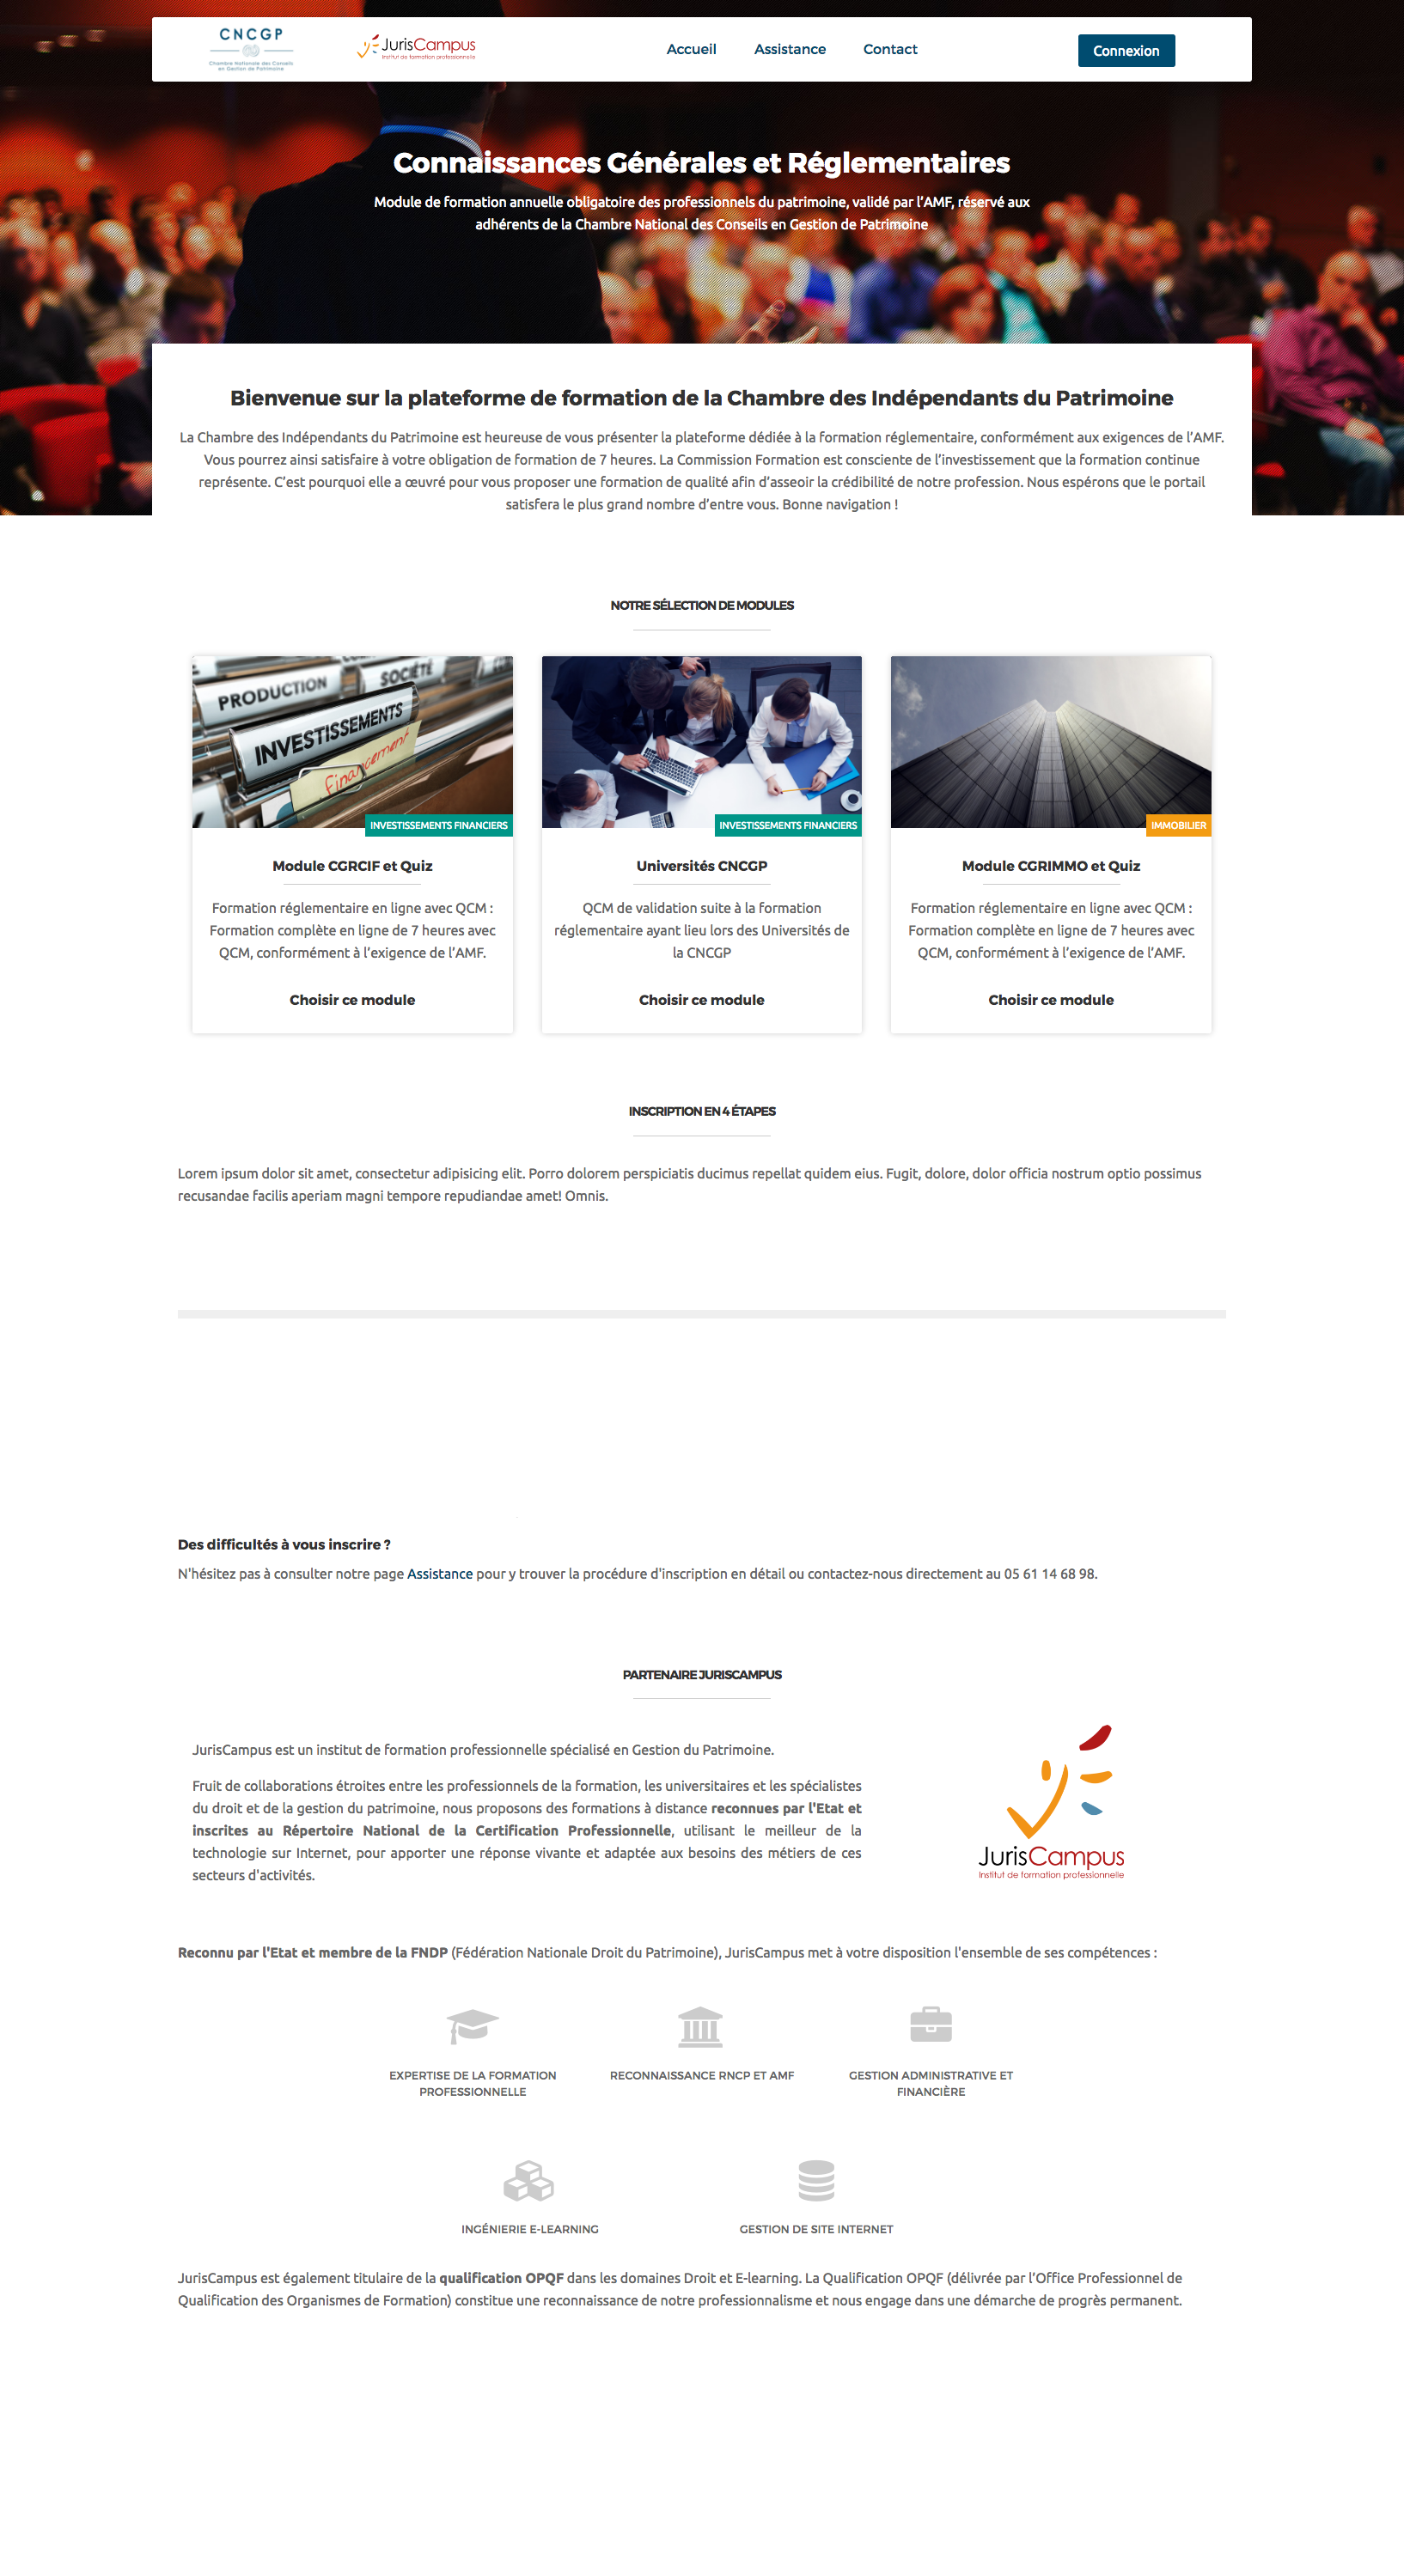 CNCGP
Chambre Nationale des Conseils
en Gestion de Patrimoine
JurisCampus
Institut de formation professionnelle
Accueil
Assistance
Contact
Connexion
Connaissances Générales et Réglementaires
Module de formation annuelle obligatoire des professionnels du patrimoine, validé par l’AMF, réservé aux
adhérents de la Chambre National des Conseils en Gestion de Patrimoine
Bienvenue sur la plateforme de formation de la Chambre des Indépendants du Patrimoine
La Chambre des Indépendants du Patrimoine est heureuse de vous présenter la plateforme dédiée à la formation réglementaire, conformément aux exigences de l’AMF.
Vous pourrez ainsi satisfaire à votre obligation de formation de 7 heures. La Commission Formation est consciente de l’investissement que la formation continue
représente. C’est pourquoi elle a œuvré pour vous proposer une formation de qualité afin d’asseoir la crédibilité de notre profession. Nous espérons que le portail
satisfera le plus grand nombre d’entre vous. Bonne navigation !
NOTRE SÉLECTION DE MODULES
PRODUCTION
SOCIÉTÉ
INVESTISSEMENTS
Financement
INVESTISSEMENTS FINANCIERS
Module CGRCIF et Quiz
Formation réglementaire en ligne avec QCM :
Formation complète en ligne de 7 heures avec
QCM, conformément à l’exigence de l’AMF.
Choisir ce module
INVESTISSEMENTS FINANCIERS
Universités CNCGP
QCM de validation suite à la formation
réglementaire ayant lieu lors des Universités de
la CNCGP
Choisir ce module
IMMOBILIER
Module CGRIMMO et Quiz
Formation réglementaire en ligne avec QCM :
Formation complète en ligne de 7 heures avec
QCM, conformément à l’exigence de l’AMF.
Choisir ce module
INSCRIPTION EN 4 ÉTAPES
Lorem ipsum dolor sit amet, consectetur adipisicing elit. Porro dolorem perspiciatis ducimus repellat quidem eius. Fugit, dolore, dolor officia nostrum optio possimus
recusandae facilis aperiam magni tempore repudiandae amet! Omnis.
Des difficultés à vous inscrire ?
N'hésitez pas à consulter notre page Assistance pour y trouver la procédure d'inscription en détail ou contactez-nous directement au 05 61 14 68 98.
PARTENAIRE JURISCAMPUS
JurisCampus est un institut de formation professionnelle spécialisé en Gestion du Patrimoine.
Fruit de collaborations étroites entre les professionnels de la formation, les universitaires et les spécialistes
du droit et de la gestion du patrimoine, nous proposons des formations à distance reconnues par l'Etat et
inscrites au Répertoire National de la Certification Professionnelle, utilisant le meilleur de la
technologie sur Internet, pour apporter une réponse vivante et adaptée aux besoins des métiers de ces
secteurs d'activités.
JurisCampus
Institut de formation professionnelle
Reconnu par l'Etat et membre de la FNDP (Fédération Nationale Droit du Patrimoine), JurisCampus met à votre disposition l'ensemble de ses compétences :
EXPERTISE DE LA FORMATION
PROFESSIONNELLE
RECONNAISSANCE RNCP ET AMF
GESTION ADMINISTRATIVE ET
FINANCIÈRE
INGÉNIERIE E-LEARNING
GESTION DE SITE INTERNET
JurisCampus est également titulaire de la qualification OPQF dans les domaines Droit et E-learning. La Qualification OPQF (délivrée par l’Office Professionnel de
Qualification des Organismes de Formation) constitue une reconnaissance de notre professionnalisme et nous engage dans une démarche de progrès permanent.